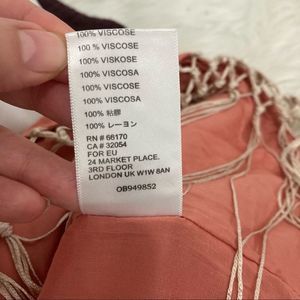 100% VISCOSE
100 % VISCOSE
100% VISKOSE
100% VISCOSA
100% VISCOSE
100% VISCOSA
100% 粘膠
100% レーヨン
RN # 66170
CA # 32054
FOR EU
24 MARKET PLACE.
3RD FLOOR
LONDON UK W1W 8AN
OB949852